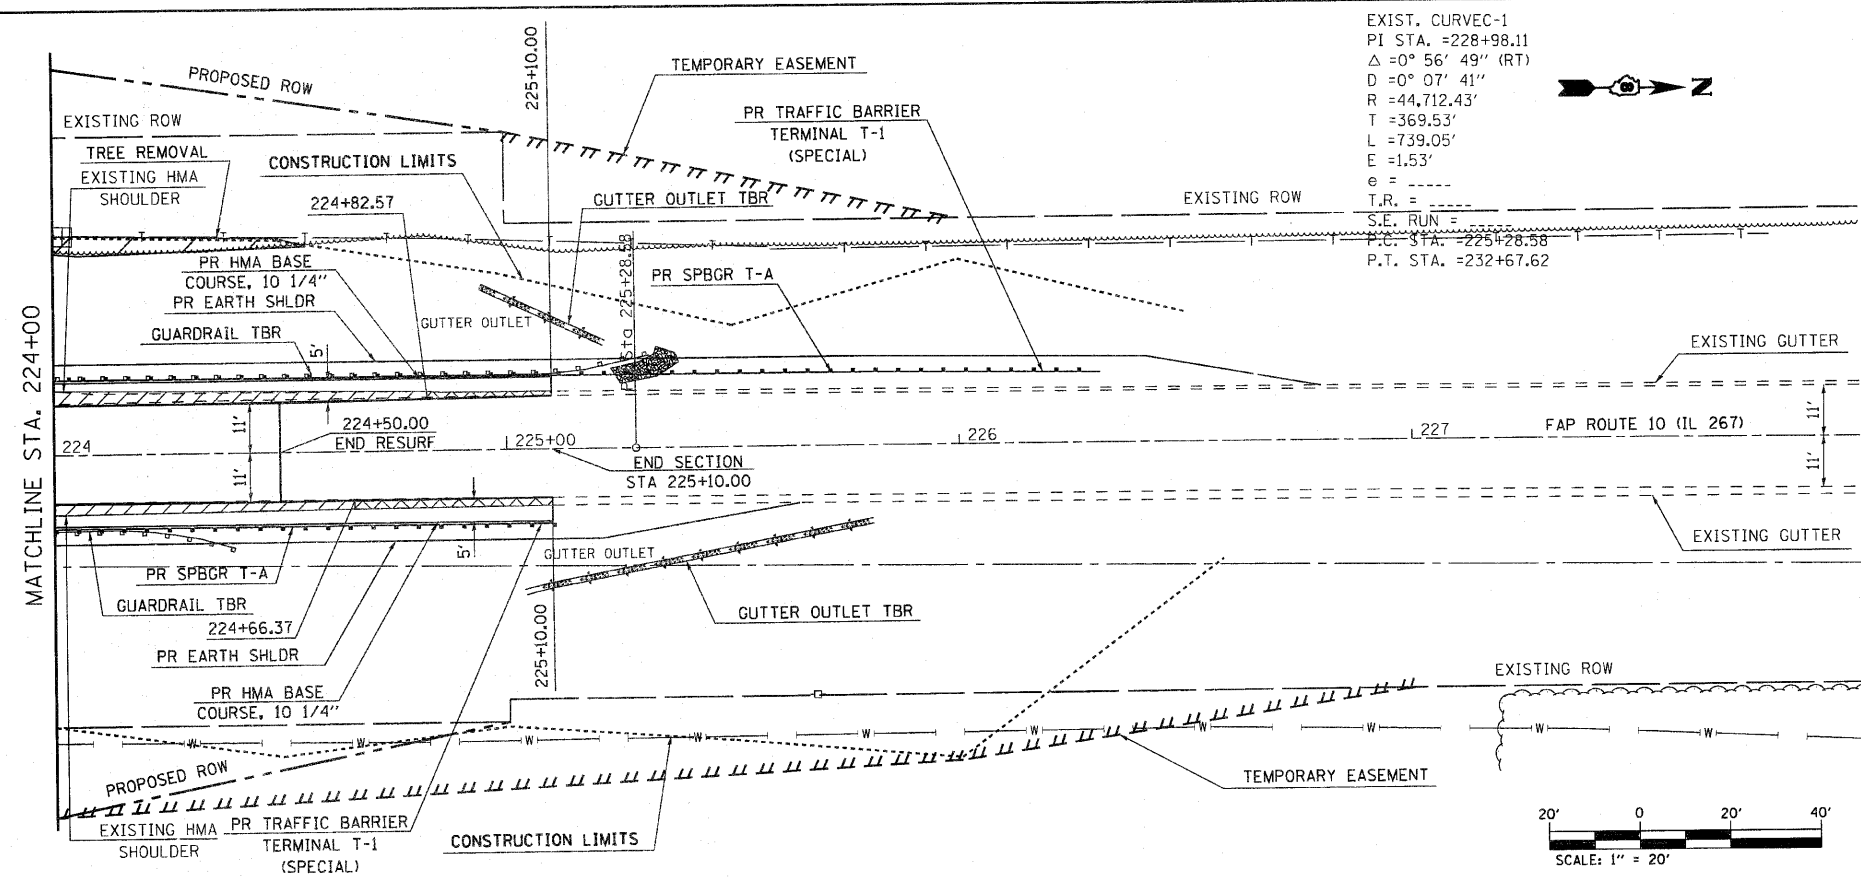 EXIST. CURVEC-1
PI STA. =228+98.11
△ =0° 56' 49" (RT)
D =0° 07' 41"
R =44,712.43'
T =369.53'
L =739.05'
E =1.53'
e = -----
T.R. = -----
S.E. RUN = -----
P.C. STA. =225+28.58
P.T. STA. =232+67.62
N
PROPOSED ROW
225+10.00
TEMPORARY EASEMENT
EXISTING ROW
PR TRAFFIC BARRIER
TERMINAL T-1
(SPECIAL)
TREE REMOVAL
EXISTING HMA
SHOULDER
CONSTRUCTION LIMITS
224+82.57
GUTTER OUTLET TBR
EXISTING ROW
PR HMA BASE
COURSE, 10 1/4"
PR EARTH SHLDR
GUARDRAIL TBR
5'
GUTTER OUTLET
Sta 225+28.58
PR SPBGR T-A
EXISTING GUTTER
MATCHLINE STA. 224+00
224
11'
11'
224+50.00
END RESURF
225+00
END SECTION
STA 225+10.00
226
227
FAP ROUTE 10 (IL 267)
11'
11'
EXISTING GUTTER
5'
GUTTER OUTLET
PR SPBGR T-A
GUARDRAIL TBR
224+66.37
PR EARTH SHLDR
PR HMA BASE
COURSE, 10 1/4"
225+10.00
GUTTER OUTLET TBR
EXISTING ROW
W W W W W W W W W W
PROPOSED ROW
TEMPORARY EASEMENT
EXISTING HMA
SHOULDER
PR TRAFFIC BARRIER
TERMINAL T-1
(SPECIAL)
CONSTRUCTION LIMITS
20' 0 20' 40'
SCALE: 1" = 20'